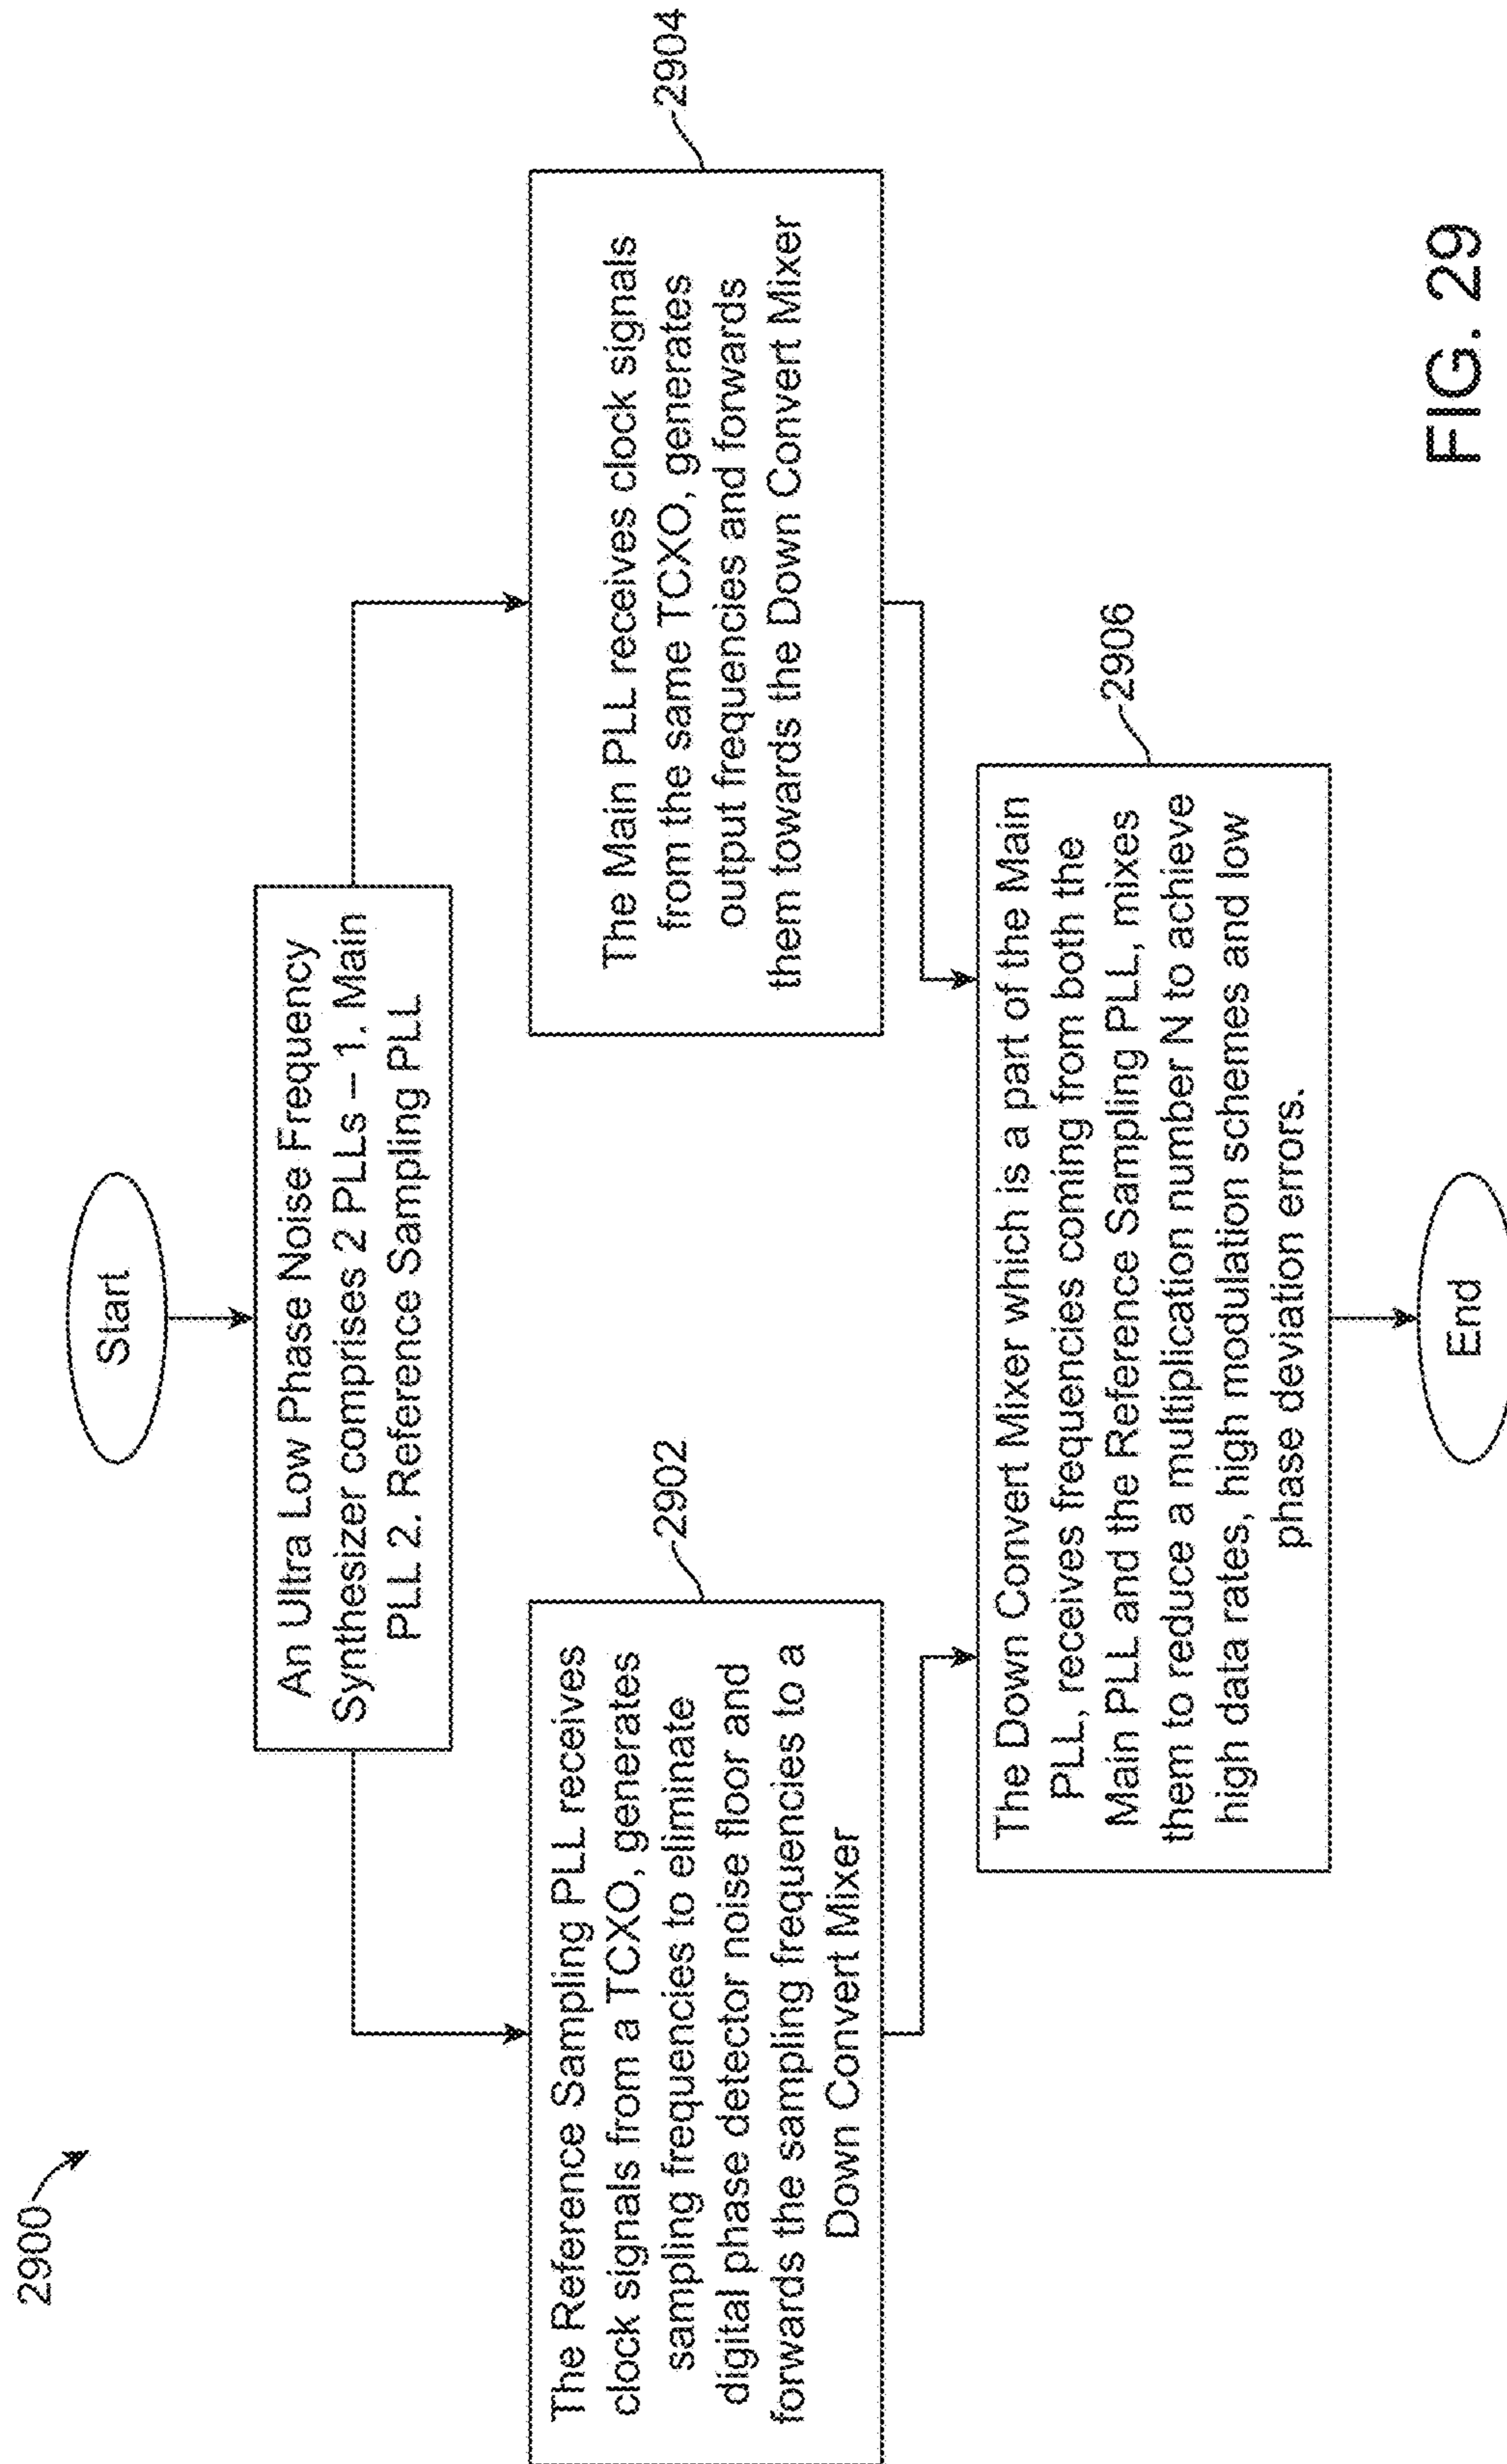 2900
Start
An Ultra Low Phase Noise Frequency
Synthesizer comprises 2 PLLs – 1. Main
PLL 2. Reference Sampling PLL
2902
The Reference Sampling PLL receives
clock signals from a TCXO, generates
sampling frequencies to eliminate
digital phase detector noise floor and
forwards the sampling frequencies to a
Down Convert Mixer
2904
The Main PLL receives clock signals
from the same TCXO, generates
output frequencies and forwards
them towards the Down Convert Mixer
2906
The Down Convert Mixer which is a part of the Main
PLL, receives frequencies coming from both the
Main PLL and the Reference Sampling PLL, mixes
them to reduce a multiplication number N to achieve
high data rates, high modulation schemes and low
phase deviation errors.
End
FIG. 29